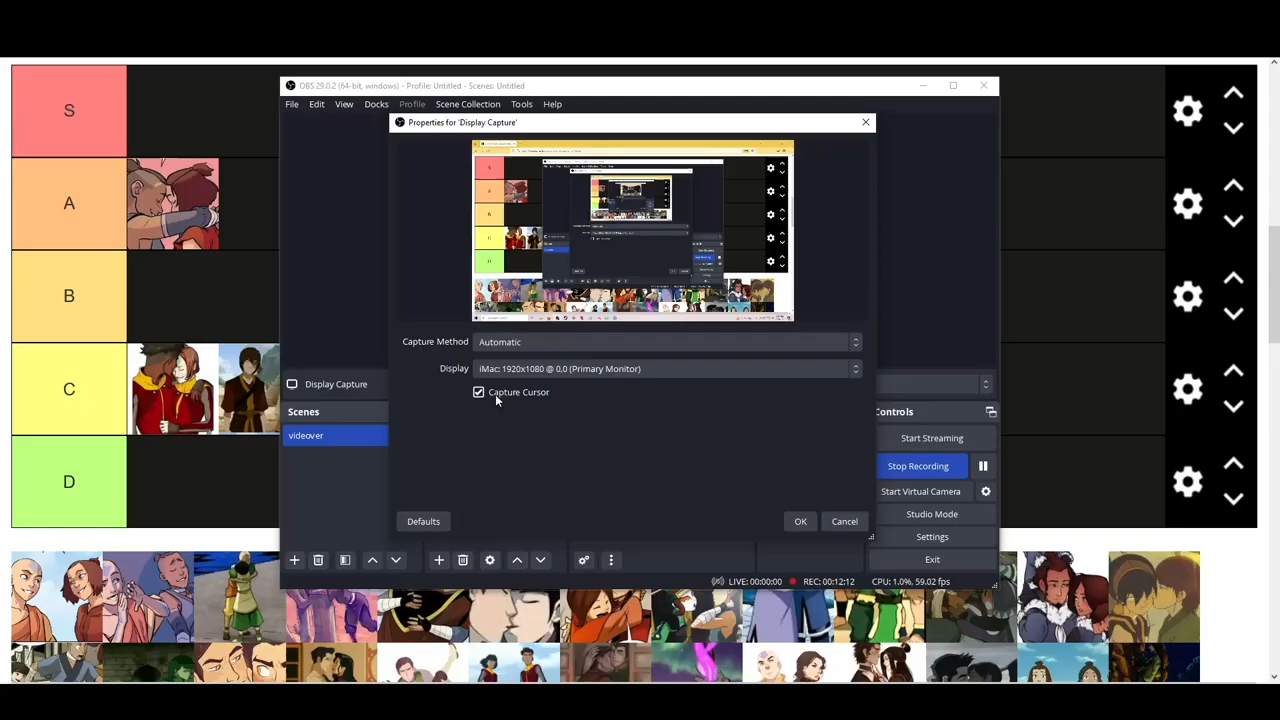 S
A
B
C
D
OBS 29.0.2 (64-bit, windows) - Profile: Untitled - Scenes: Untitled
File Edit View Docks Profile Scene Collection Tools Help
Properties for 'Display Capture'
Capture Method Automatic
Display iMac: 1920x1080 @ 0,0 (Primary Monitor)
Capture Cursor
Defaults OK Cancel
Display Capture
Scenes
videover
Controls
Start Streaming
Stop Recording
Start Virtual Camera
Studio Mode
Settings
Exit
LIVE: 00:00:00 REC: 00:12:12 CPU: 1.0%, 59.02 fps